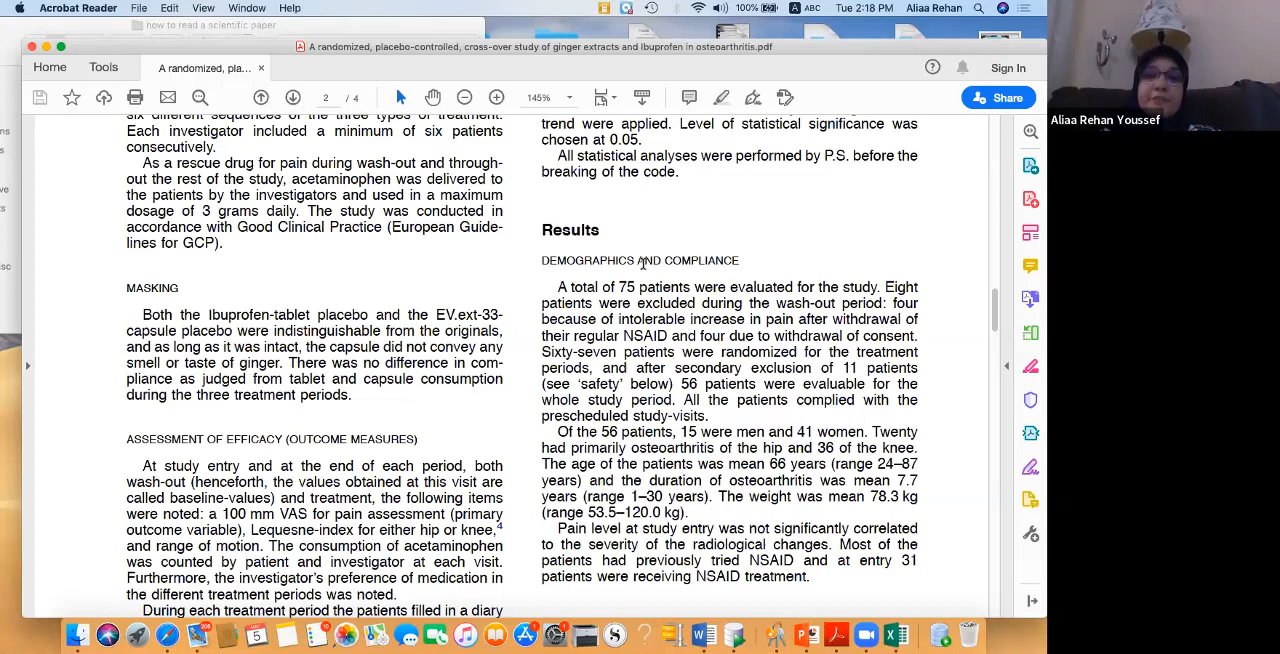 Acrobat Reader File Edit View Window Help
100% ABC Tue 2:18 PM Aliaa Rehan
how to read a scientific paper
A randomized, placebo-controlled, cross-over study of ginger extracts and Ibuprofen in osteoarthritis.pdf
Home Tools A randomized, pla... × Sign In
2 / 4 145% Share
Aliaa Rehan Youssef
six different sequences of the three types of treatment.
Each investigator included a minimum of six patients
consecutively.
As a rescue drug for pain during wash-out and through-
out the rest of the study, acetaminophen was delivered to
the patients by the investigators and used in a maximum
dosage of 3 grams daily. The study was conducted in
accordance with Good Clinical Practice (European Guide-
lines for GCP).
MASKING
Both the Ibuprofen-tablet placebo and the EV.ext-33-
capsule placebo were indistinguishable from the originals,
and as long as it was intact, the capsule did not convey any
smell or taste of ginger. There was no difference in com-
pliance as judged from tablet and capsule consumption
during the three treatment periods.
ASSESSMENT OF EFFICACY (OUTCOME MEASURES)
At study entry and at the end of each period, both
wash-out (henceforth, the values obtained at this visit are
called baseline-values) and treatment, the following items
were noted: a 100 mm VAS for pain assessment (primary
outcome variable), Lequesne-index for either hip or knee,4
and range of motion. The consumption of acetaminophen
was counted by patient and investigator at each visit.
Furthermore, the investigator's preference of medication in
the different treatment periods was noted.
During each treatment period the patients filled in a diary
trend were applied. Level of statistical significance was
chosen at 0.05.
All statistical analyses were performed by P.S. before the
breaking of the code.
Results
DEMOGRAPHICS AND COMPLIANCE
A total of 75 patients were evaluated for the study. Eight
patients were excluded during the wash-out period: four
because of intolerable increase in pain after withdrawal of
their regular NSAID and four due to withdrawal of consent.
Sixty-seven patients were randomized for the treatment
periods, and after secondary exclusion of 11 patients
(see 'safety' below) 56 patients were evaluable for the
whole study period. All the patients complied with the
prescheduled study-visits.
Of the 56 patients, 15 were men and 41 women. Twenty
had primarily osteoarthritis of the hip and 36 of the knee.
The age of the patients was mean 66 years (range 24–87
years) and the duration of osteoarthritis was mean 7.7
years (range 1–30 years). The weight was mean 78.3 kg
(range 53.5–120.0 kg).
Pain level at study entry was not significantly correlated
to the severity of the radiological changes. Most of the
patients had previously tried NSAID and at entry 31
patients were receiving NSAID treatment.